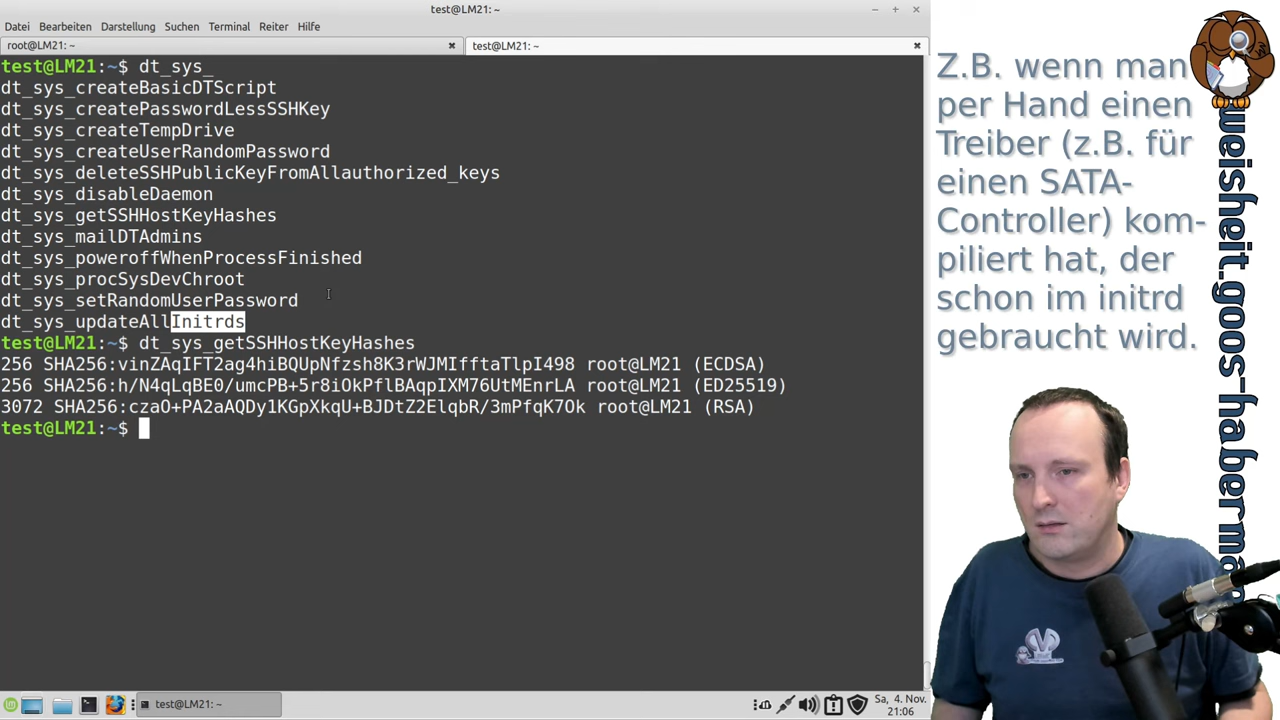 test@LM21: ~
Datei Bearbeiten Darstellung Suchen Terminal Reiter Hilfe
root@LM21: ~
test@LM21: ~
test@LM21:~$ dt_sys_
dt_sys_createBasicDTScript
dt_sys_createPasswordLessSSHKey
dt_sys_createTempDrive
dt_sys_createUserRandomPassword
dt_sys_deleteSSHPublicKeyFromAllauthorized_keys
dt_sys_disableDaemon
dt_sys_getSSHHostKeyHashes
dt_sys_mailDTAdmins
dt_sys_poweroffWhenProcessFinished
dt_sys_procSysDevChroot
dt_sys_setRandomUserPassword
dt_sys_updateAllInitrds
test@LM21:~$ dt_sys_getSSHHostKeyHashes
256 SHA256:vinZAqIFT2ag4hiBQUpNfzsh8K3rWJMIfftaTlpI498 root@LM21 (ECDSA)
256 SHA256:h/N4qLqBE0/umcPB+5r8iOkPflBAqpIXM76UtMEnrLA root@LM21 (ED25519)
3072 SHA256:czaO+PA2aAQDy1KGpXkqU+BJDtZ2ElqbR/3mPfqK7Ok root@LM21 (RSA)
test@LM21:~$
test@LM21: ~
Sa, 4. Nov.
21:06
Z.B. wenn man
per Hand einen
Treiber (z.B. für
einen SATA-
Controller) kom-
piliert hat, der
schon im initrd
gebraucht wird.